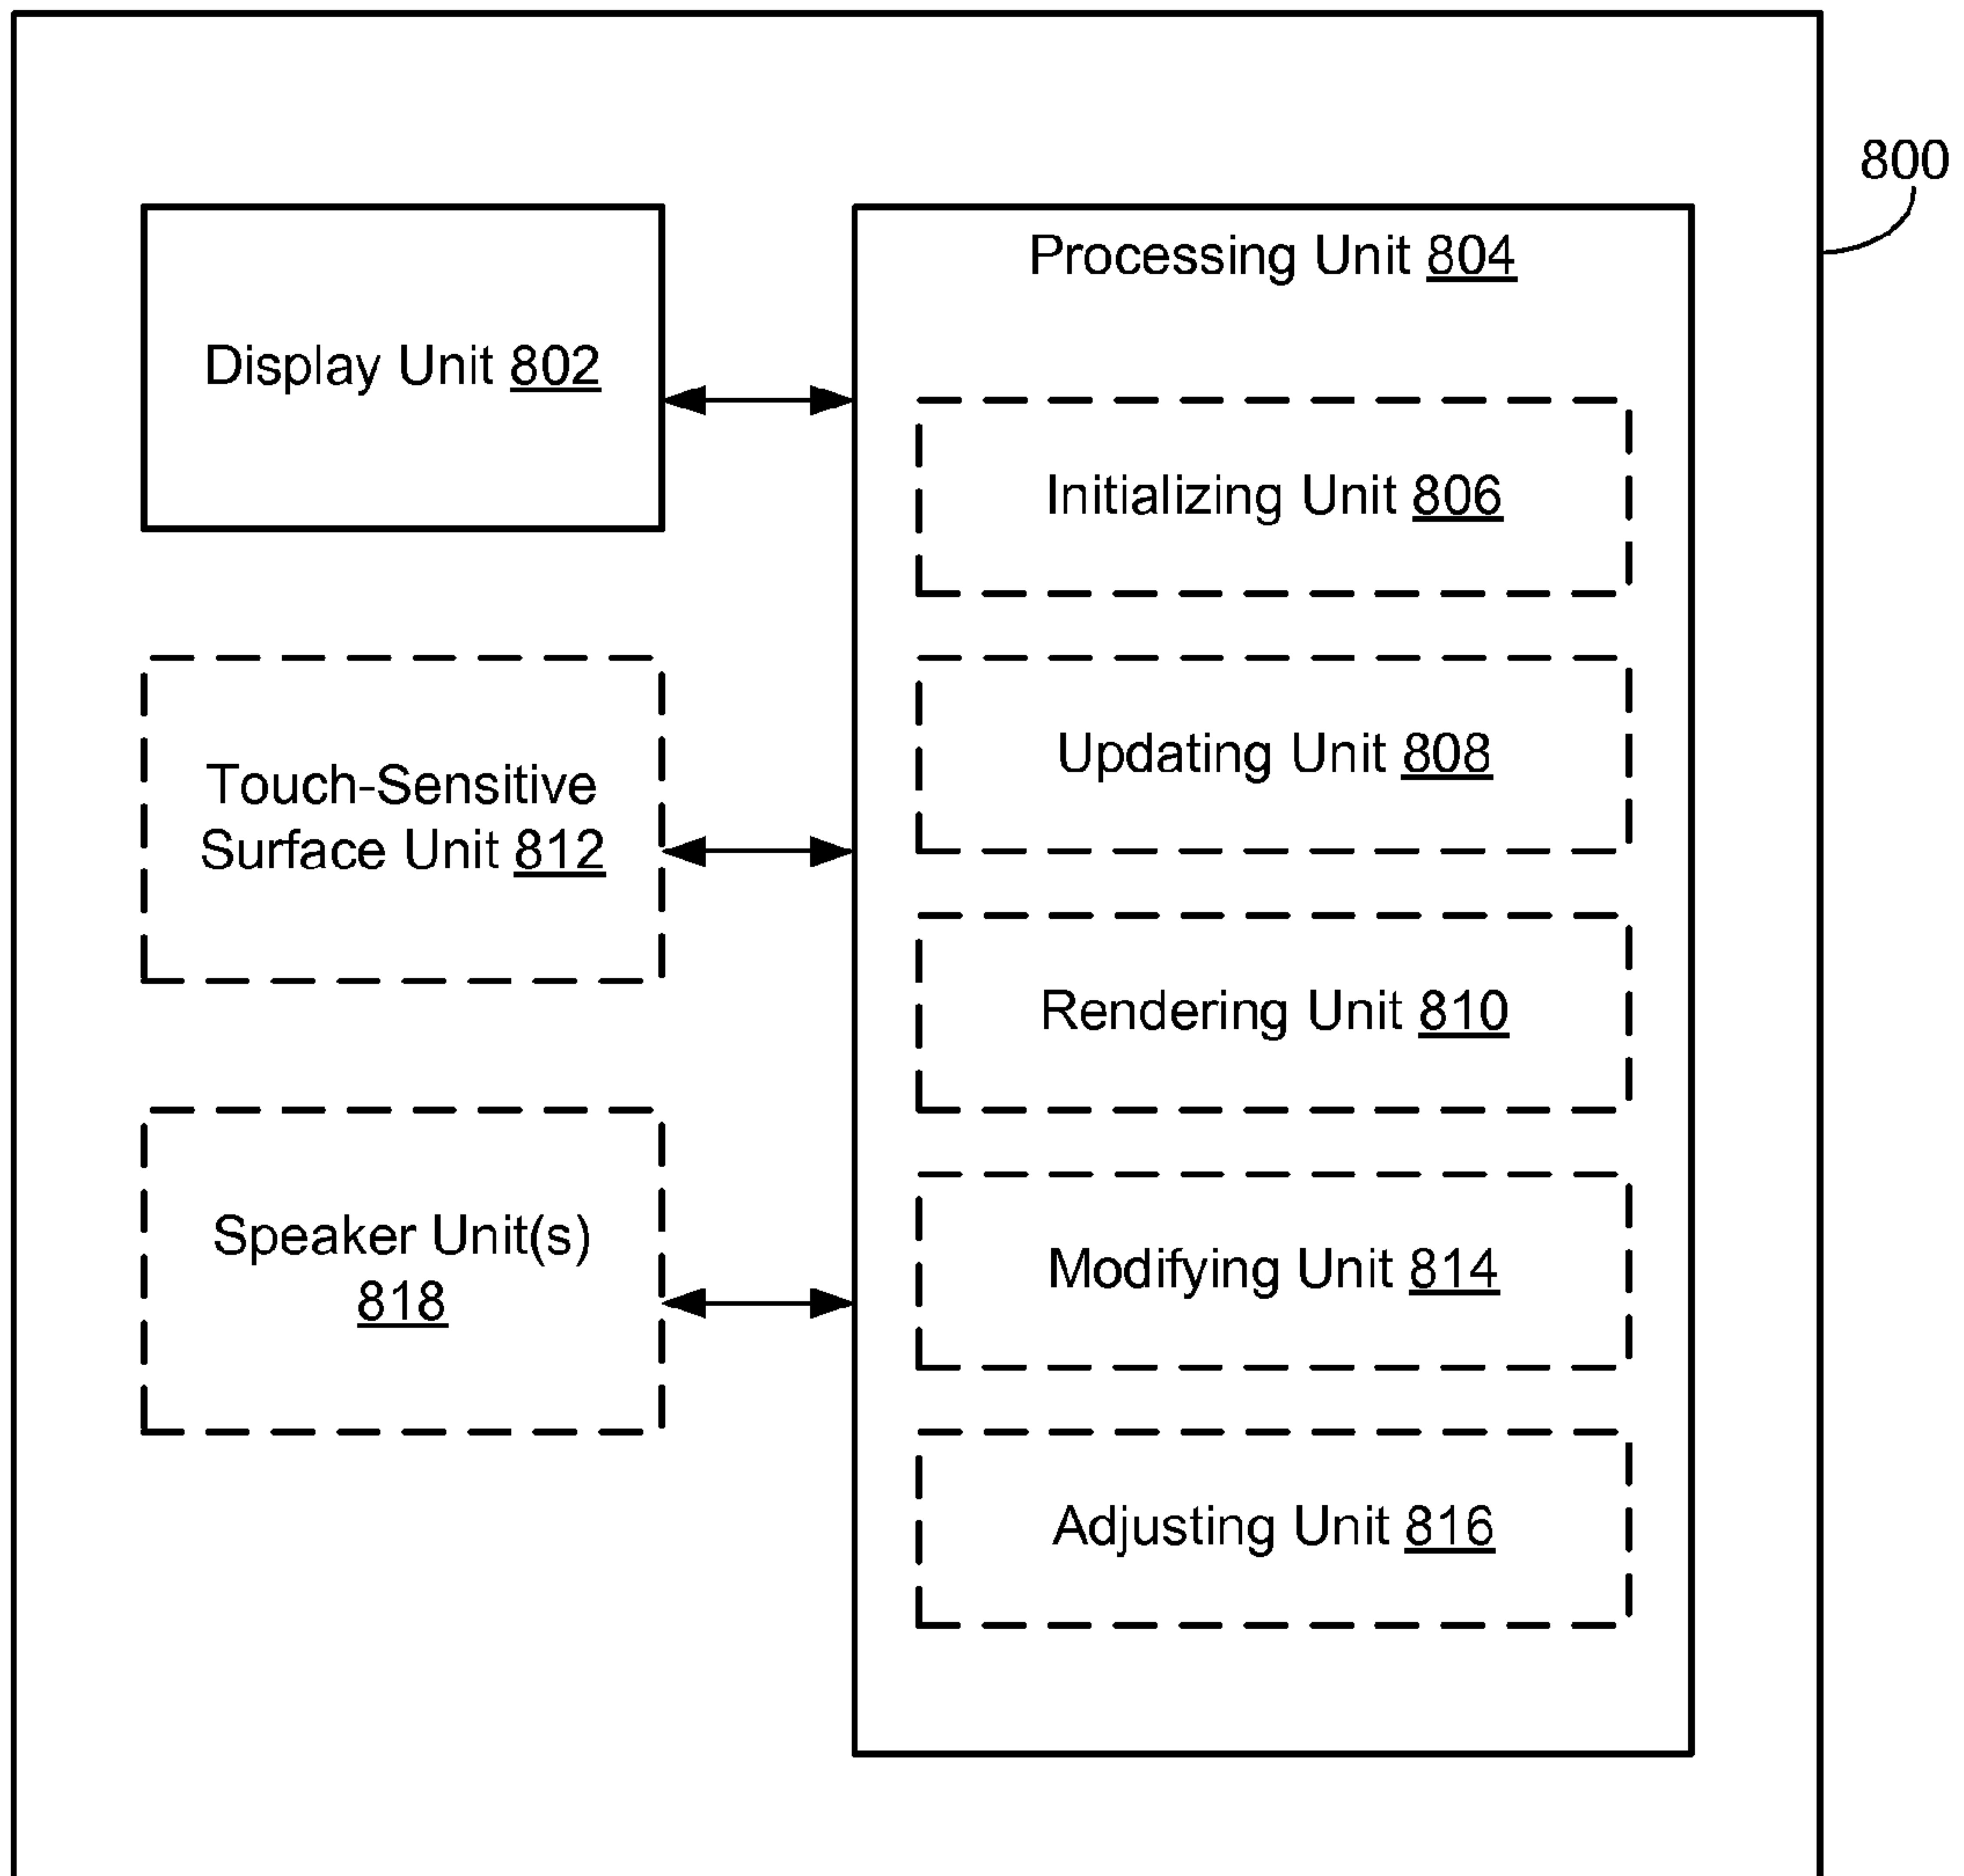 800
Display Unit 802
Touch-Sensitive
Surface Unit 812
Speaker Unit(s)
818
Processing Unit 804
Initializing Unit 806
Updating Unit 808
Rendering Unit 810
Modifying Unit 814
Adjusting Unit 816